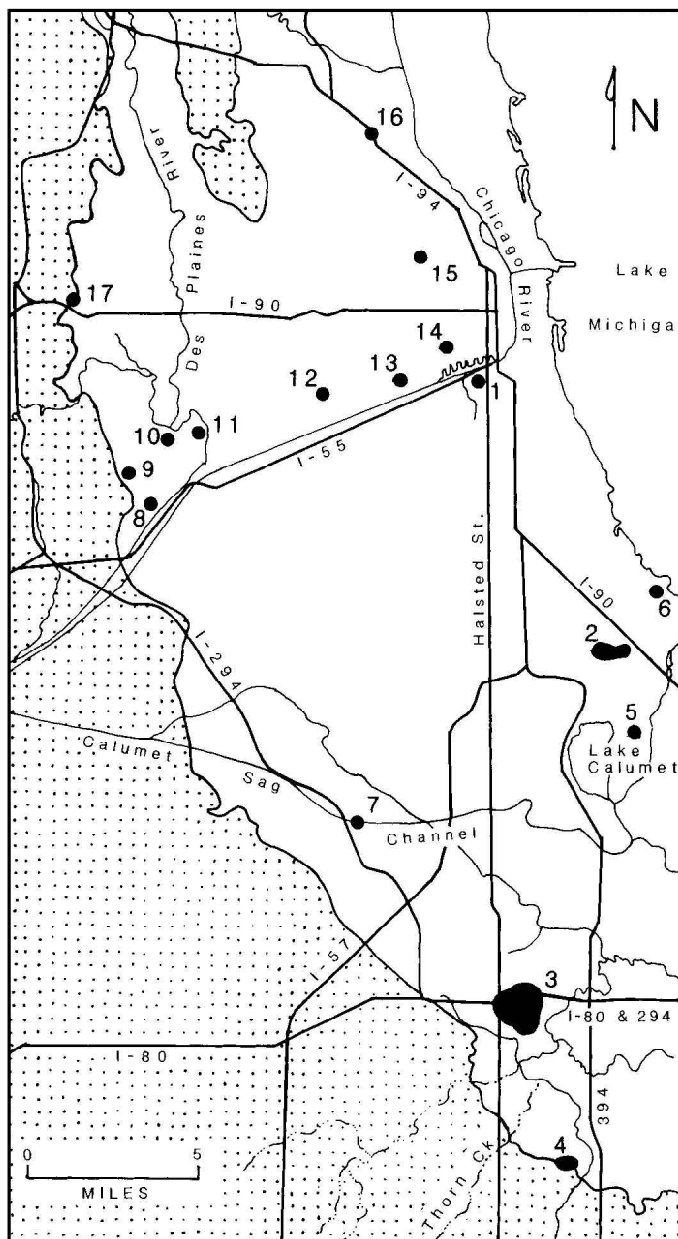 N
16
I-94
River
Des Plaines
Chicago
River
15
Lake
Michiga
17
I-90
14
13
12
1
11
10
9
8
I-55
Halsted St.
6
I-90
2
I-294
5
Lake
Calumet
Calumet Sag Channel
7
I-57
3
I-80 & 294
I-80
394
4
Thorn Ck.
0 5
MILES